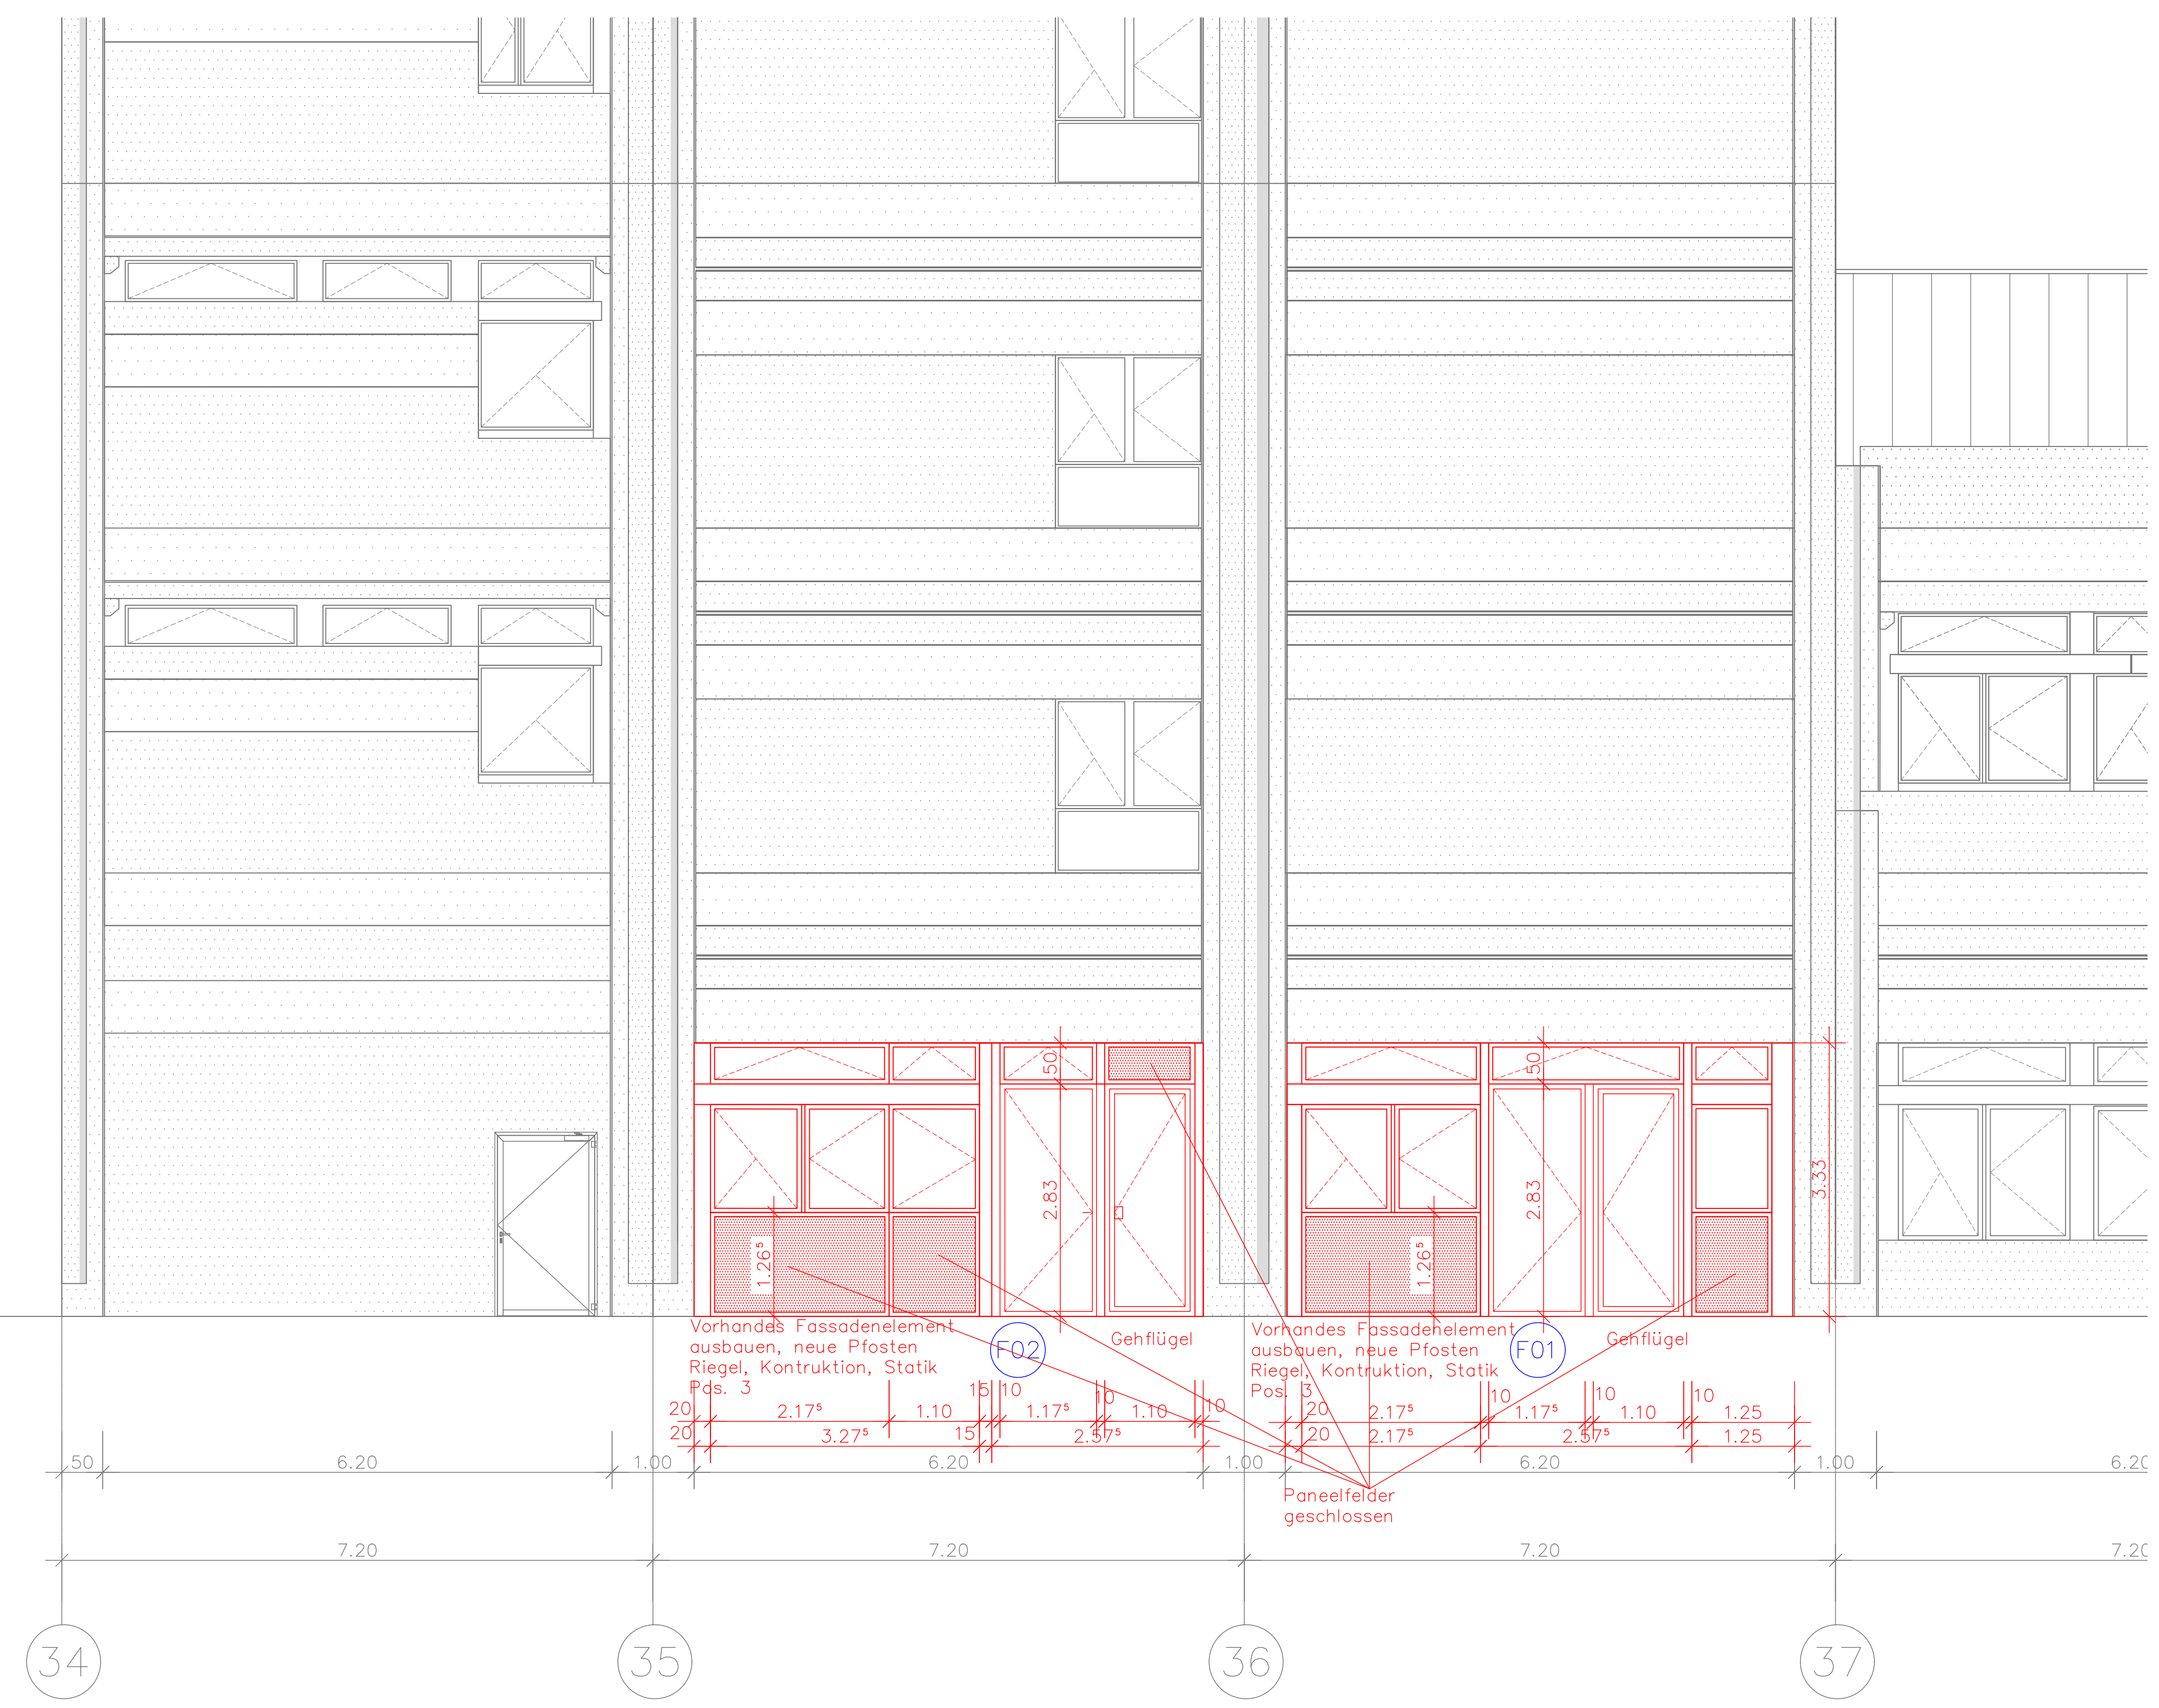 50
50
2.83
2.83
3.33
1.26⁵
1.26⁵
Vorhandes Fassadenelement
ausbauen, neue Pfosten
Riegel, Kontruktion, Statik
Pos. 3
F02
Gehflügel
Vorhandes Fassadenelement
ausbauen, neue Pfosten
Riegel, Kontruktion, Statik
Pos. 3
F01
Gehflügel
20 2.17⁵ 1.10 15 10 1.17⁵ 10 1.10 10 20 2.17⁵ 10 1.17⁵ 10 1.10 10 1.25
20 3.27⁵ 15 2.57⁵ 20 2.17⁵ 2.57⁵ 1.25
50 6.20 1.00 6.20 1.00 6.20 1.00 6.20
Paneelfelder
geschlossen
7.20 7.20 7.20 7.20
34 35 36 37